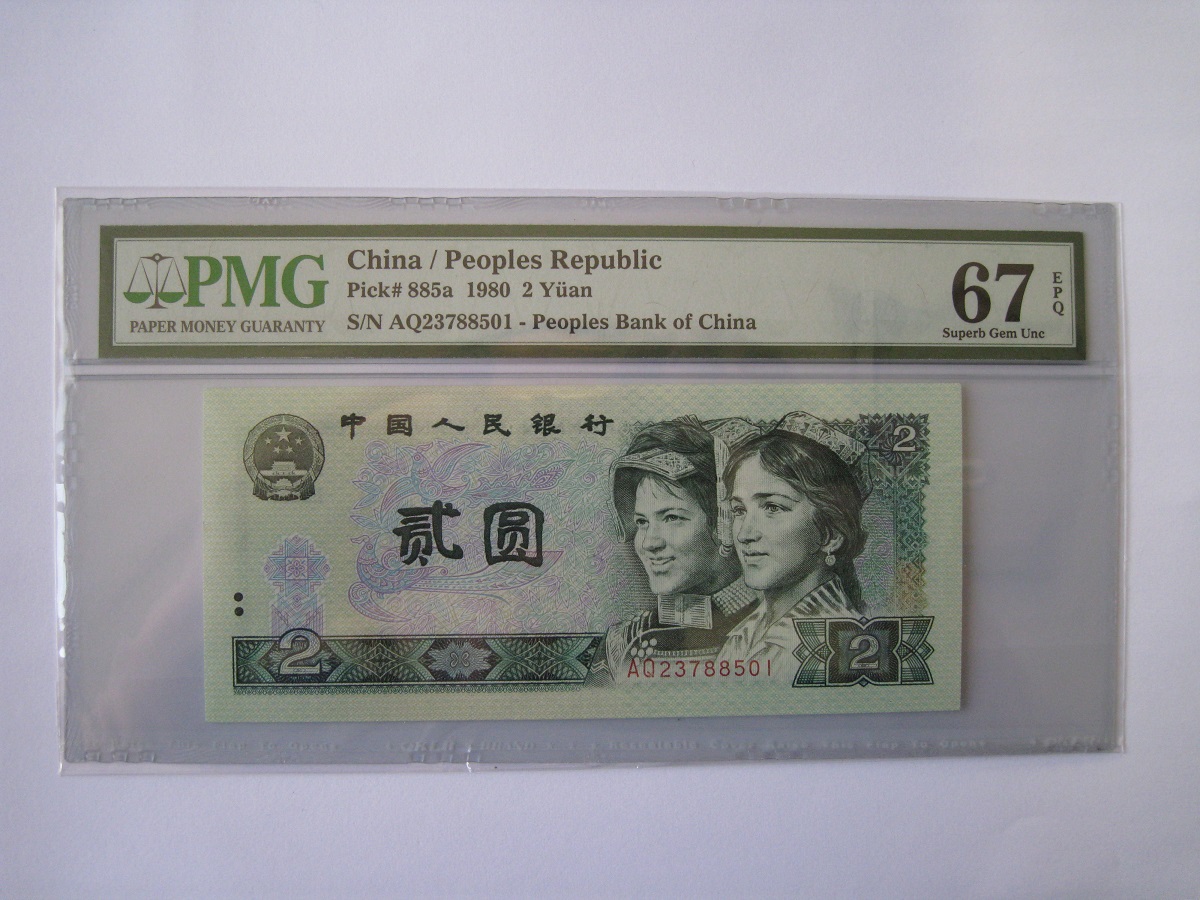 PMG
PAPER MONEY GUARANTY
China / Peoples Republic
Pick# 885a 1980 2 Yüan
S/N AQ23788501 - Peoples Bank of China
67
EPQ
Superb Gem Unc
中国人民银行
2
贰圆
2
AQ23788501
2